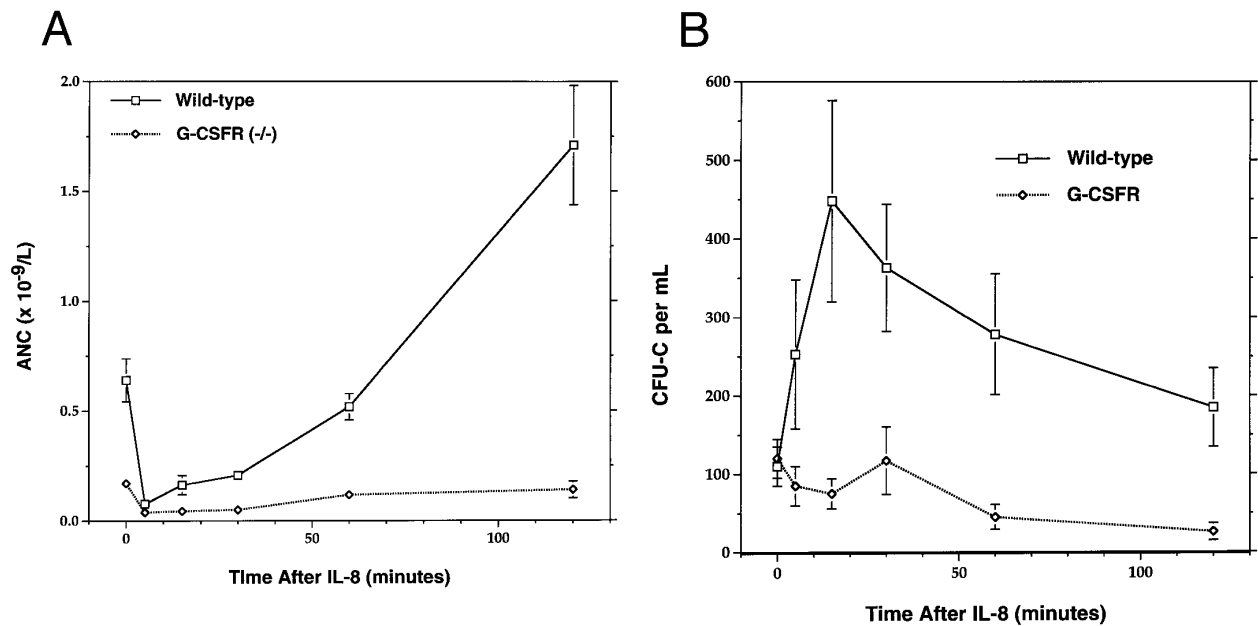 A
2.0
1.5
1.0
0.5
0.0
0
50
100
ANC (x 10-9/L)
TIme After IL-8 (minutes)
Wild-type
G-CSFR (-/-)
B
600
500
400
300
200
100
0
0
50
100
CFU-C per mL
Time After IL-8 (minutes)
Wild-type
G-CSFR